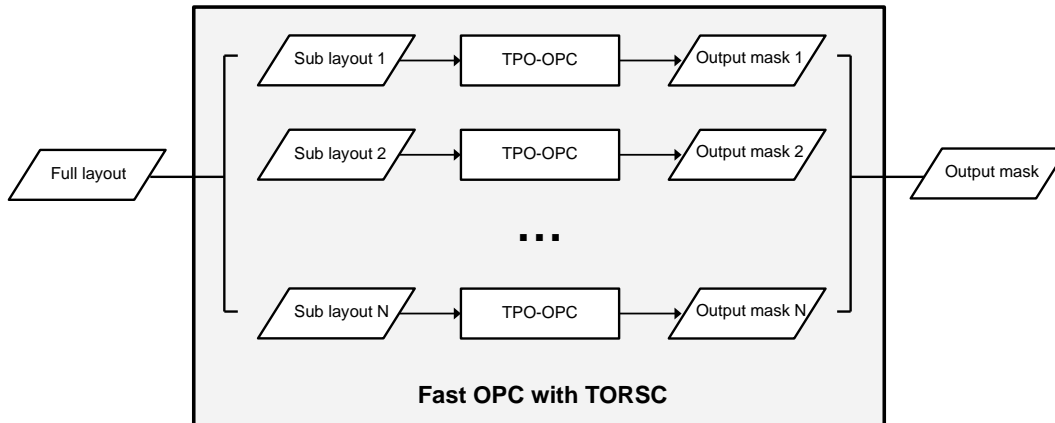 Full layout
Sub layout 1
TPO-OPC
Output mask 1
Sub layout 2
TPO-OPC
Output mask 2
...
Sub layout N
TPO-OPC
Output mask N
Output mask
Fast OPC with TORSC